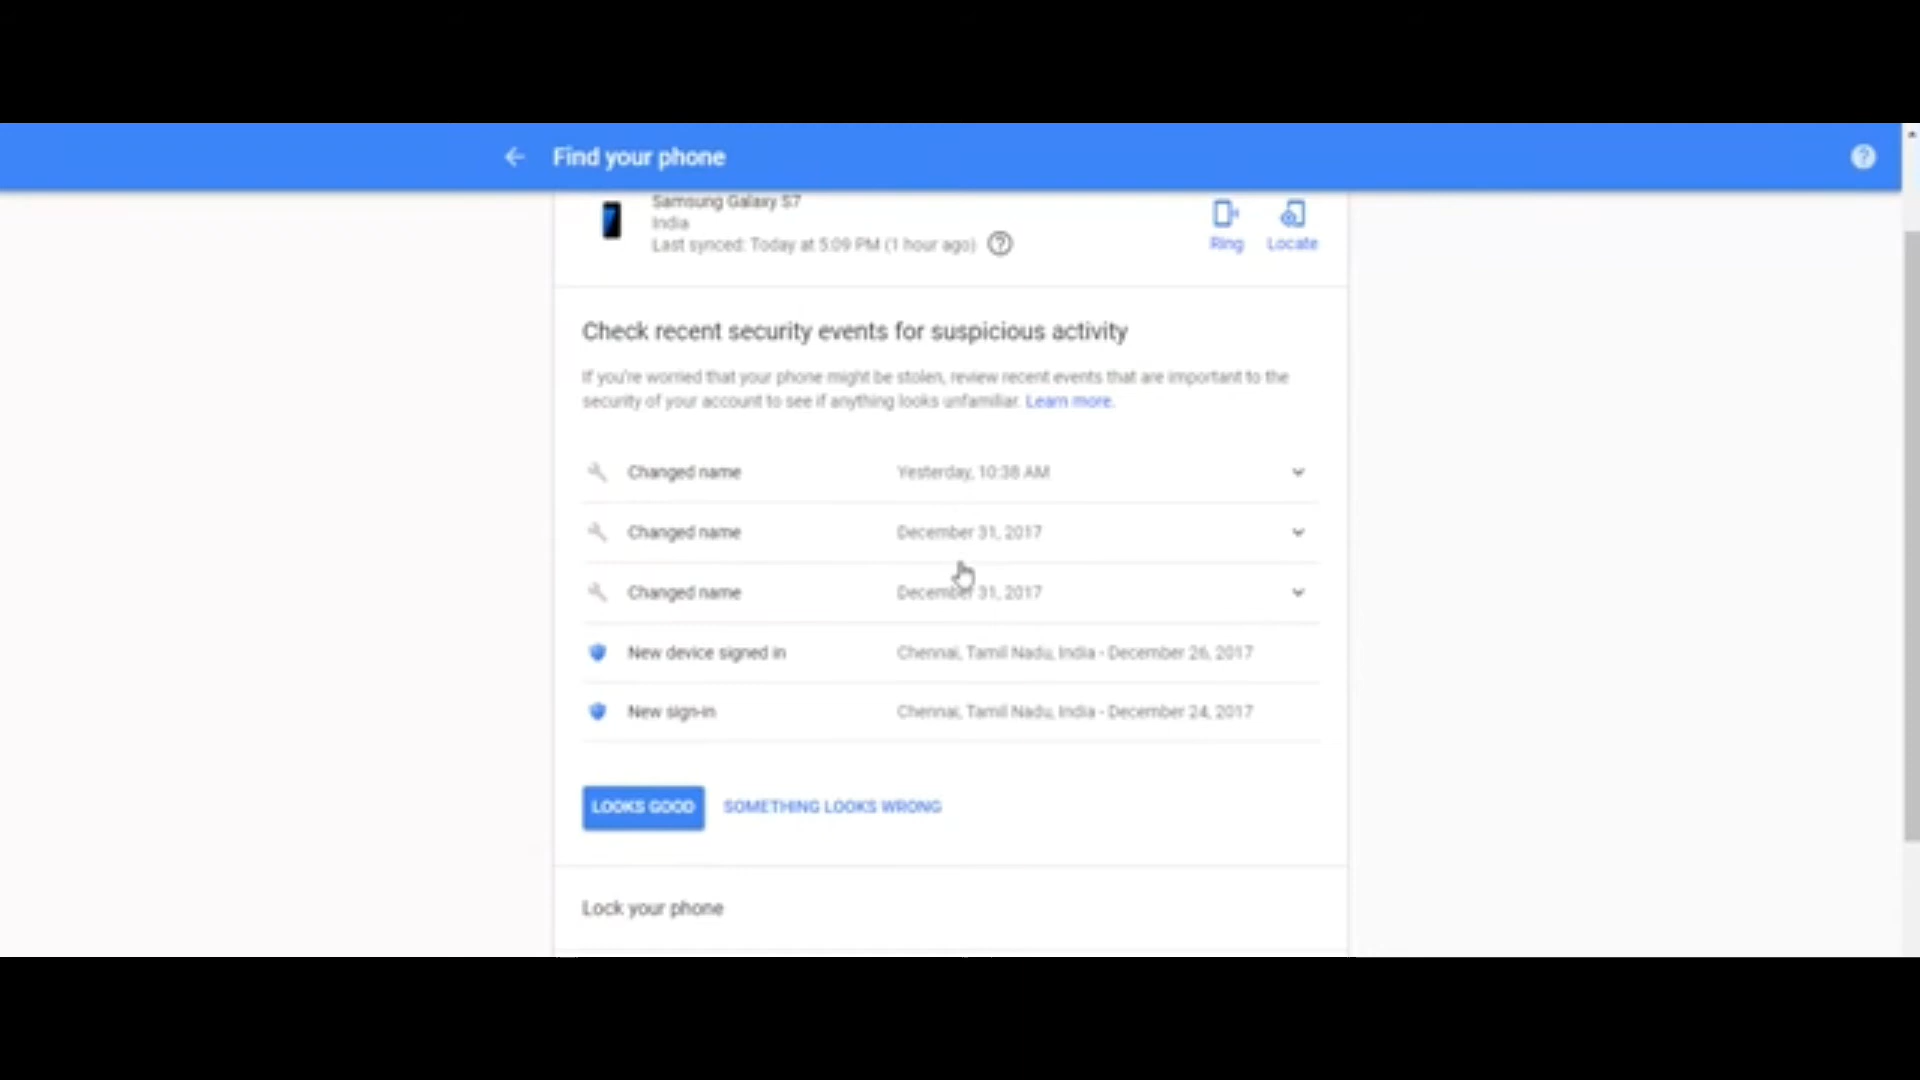 Find your phone
Samsung Galaxy S7
India
Last synced: Today at 5:09 PM (1 hour ago)
Ring
Locate
Check recent security events for suspicious activity
If you're worried that your phone might be stolen, review recent events that are important to the
security of your account to see if anything looks unfamiliar. Learn more.
Changed name Yesterday, 10:38 AM
Changed name December 31, 2017
Changed name December 31, 2017
New device signed in Chennai, Tamil Nadu, India - December 26, 2017
New sign-in Chennai, Tamil Nadu, India - December 24, 2017
LOOKS GOOD SOMETHING LOOKS WRONG
Lock your phone